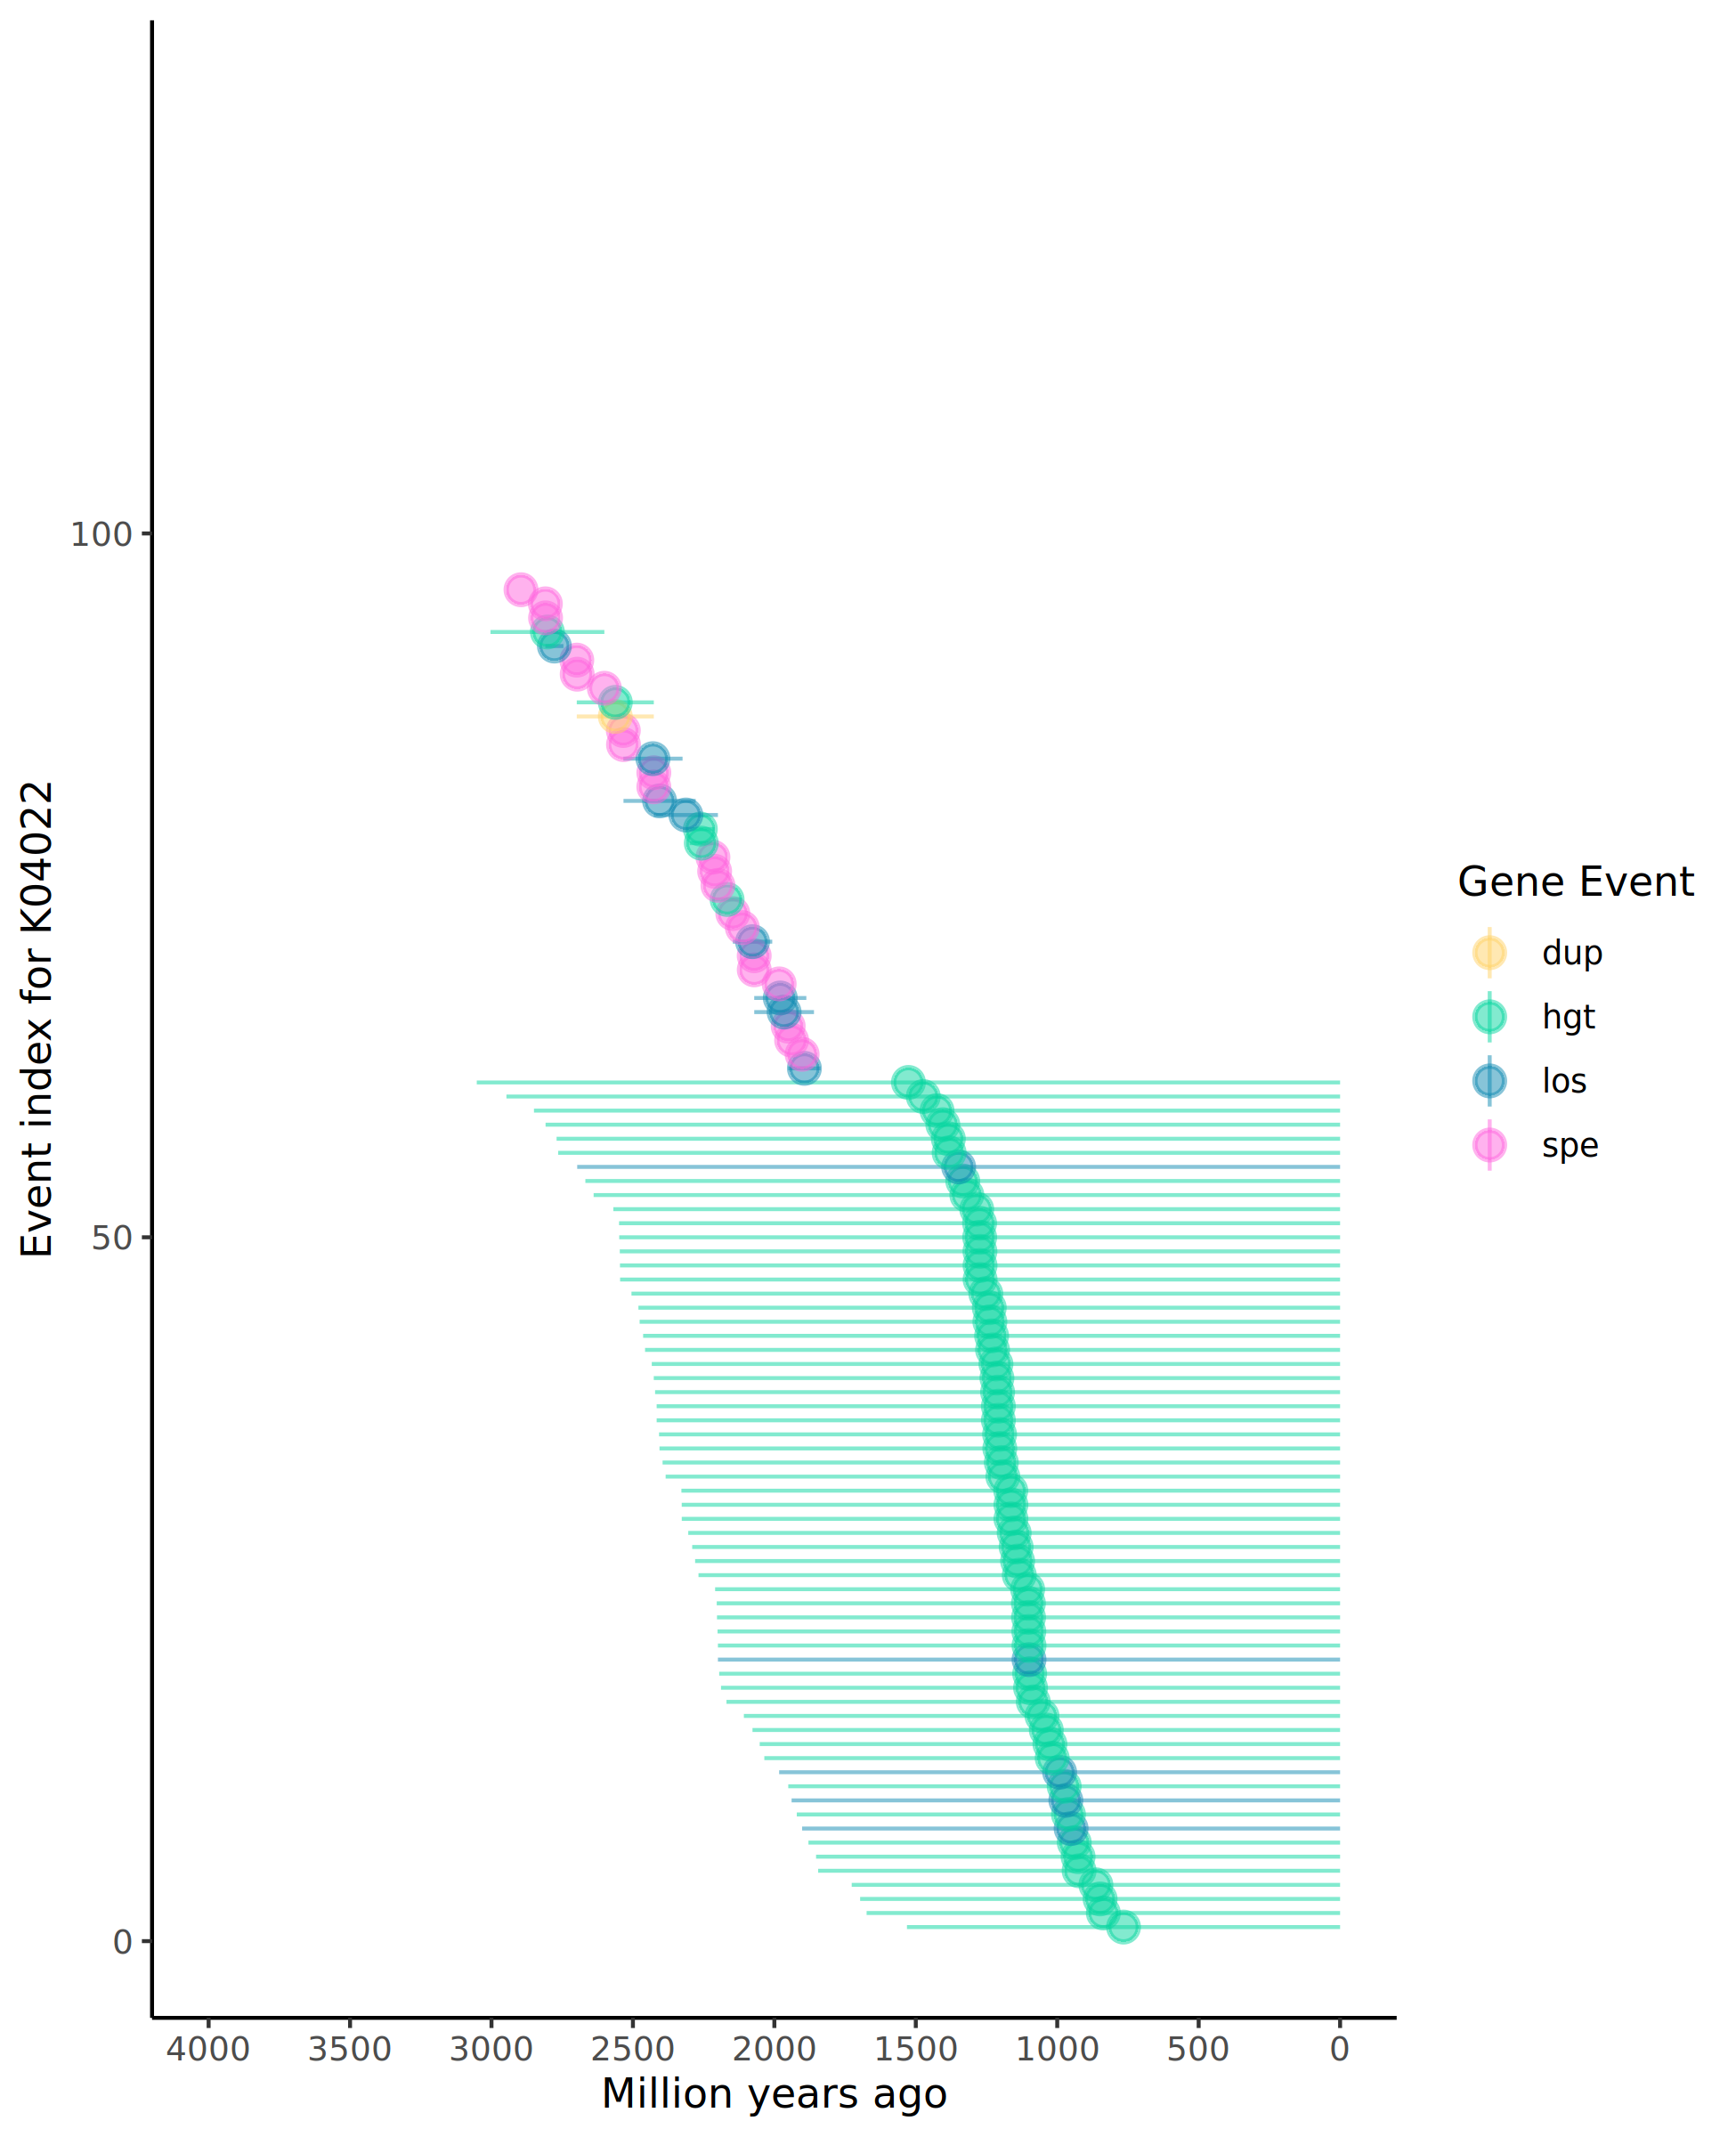 Event index for K04022
100
50
0
4000 3500 3000 2500 2000 1500 1000 500 0
Million years ago
Gene Event
dup
hgt
los
spe